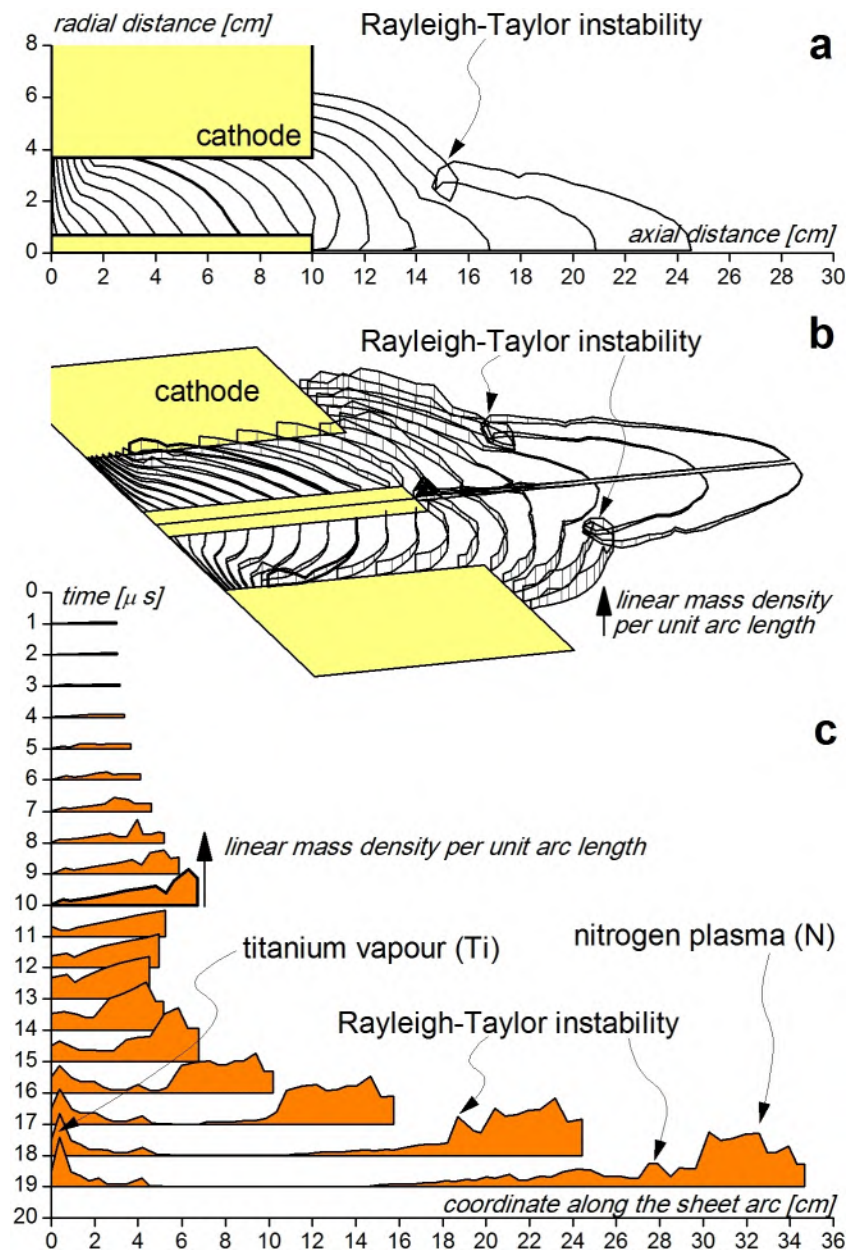 radial distance [cm]
Rayleigh-Taylor instability
a
8
6
4
2
0
cathode
axial distance [cm]
0 2 4 6 8 10 12 14 16 18 20 22 24 26 28 30
Rayleigh-Taylor instability
b
cathode
linear mass density
per unit arc length
time [μ s]
c
0
1
2
3
4
5
6
7
8
9
10
11
12
13
14
15
16
17
18
19
20
linear mass density per unit arc length
titanium vapour (Ti)
nitrogen plasma (N)
Rayleigh-Taylor instability
coordinate along the sheet arc [cm]
0 2 4 6 8 10 12 14 16 18 20 22 24 26 28 30 32 34 36